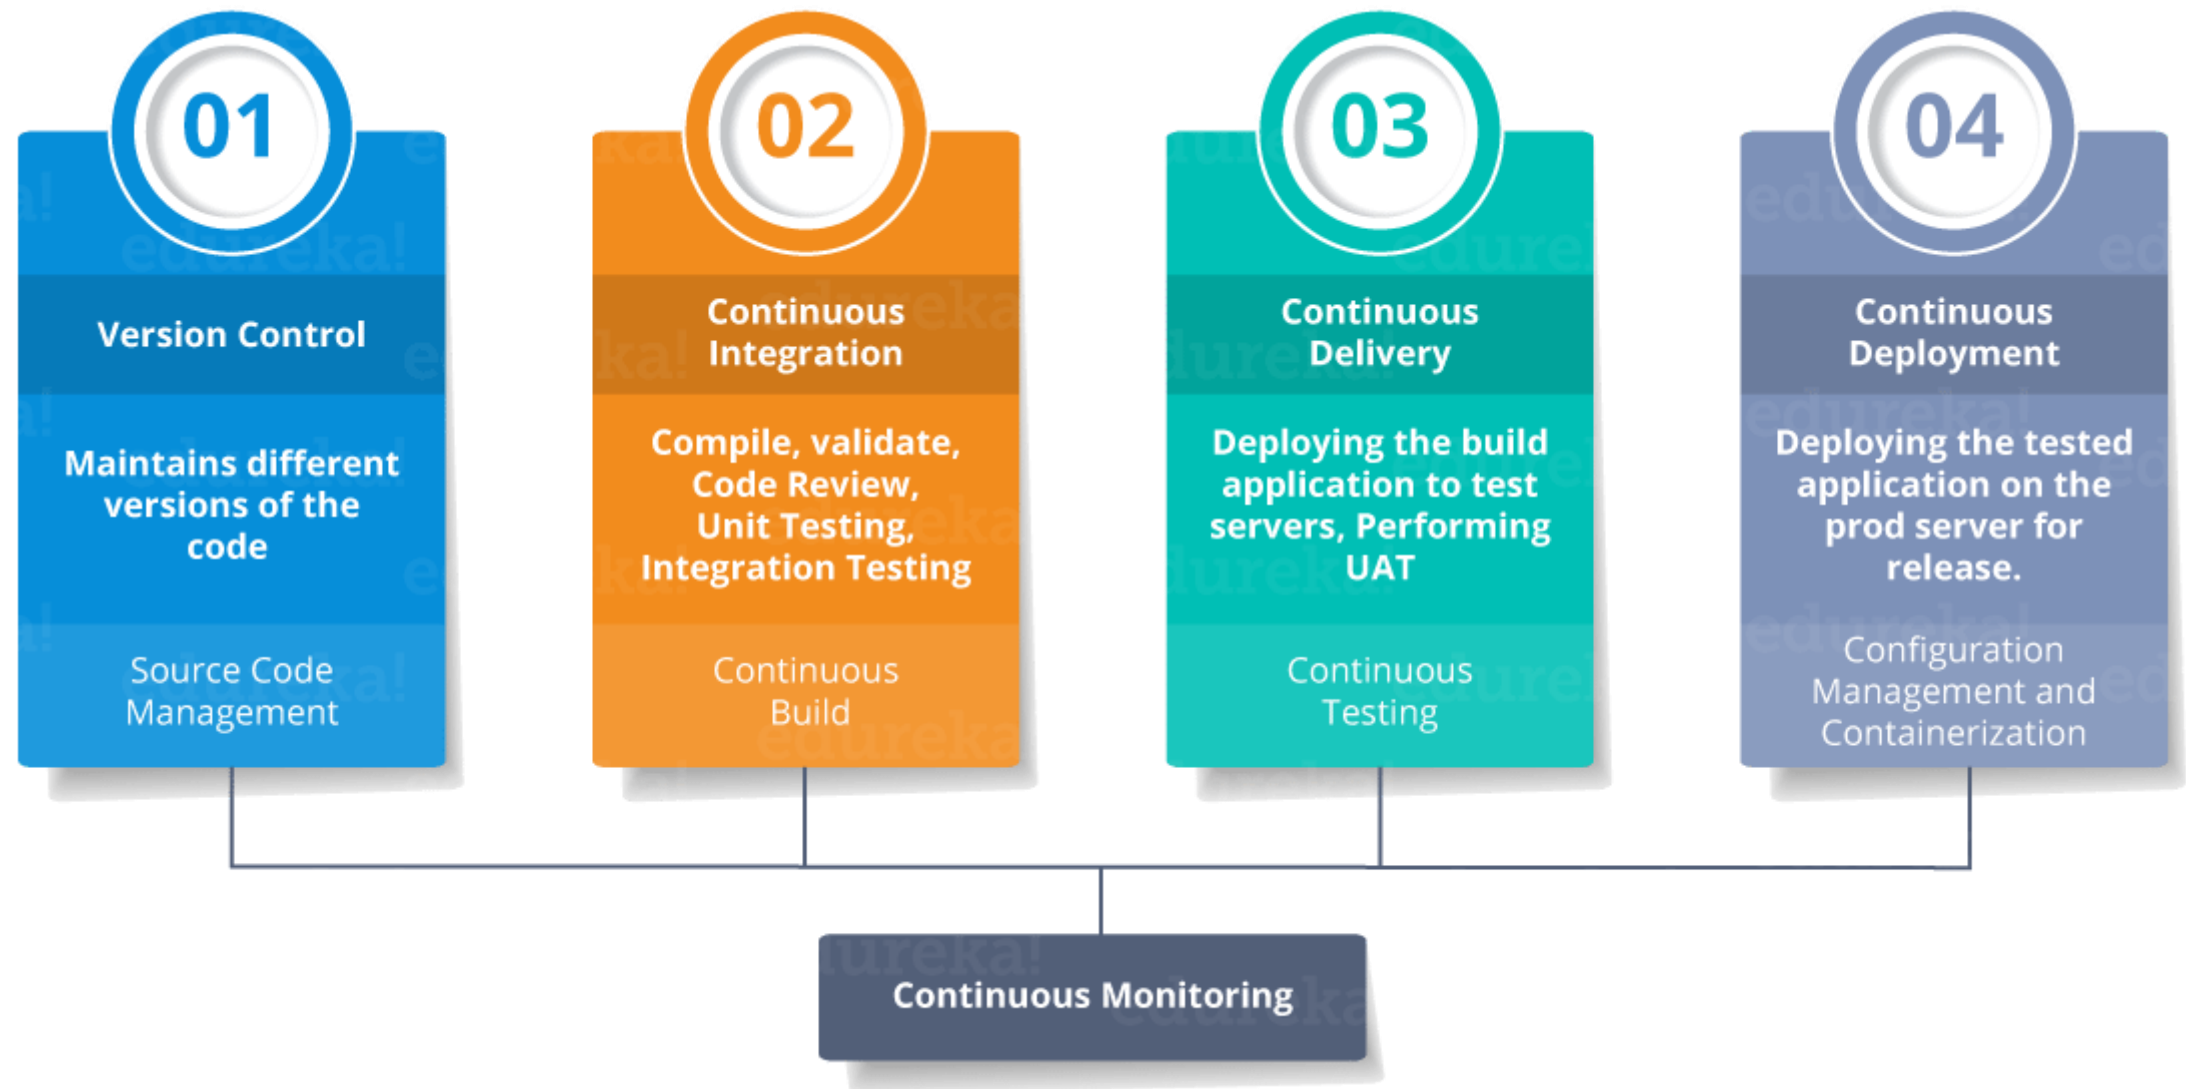 01
Version Control
Maintains different
versions of the
code
Source Code
Management
02
Continuous
Integration
Compile, validate,
Code Review,
Unit Testing,
Integration Testing
Continuous
Build
03
Continuous
Delivery
Deploying the build
application to test
servers, Performing
UAT
Continuous
Testing
04
Continuous
Deployment
Deploying the tested
application on the
prod server for
release.
Configuration
Management and
Containerization
Continuous Monitoring
edureka!